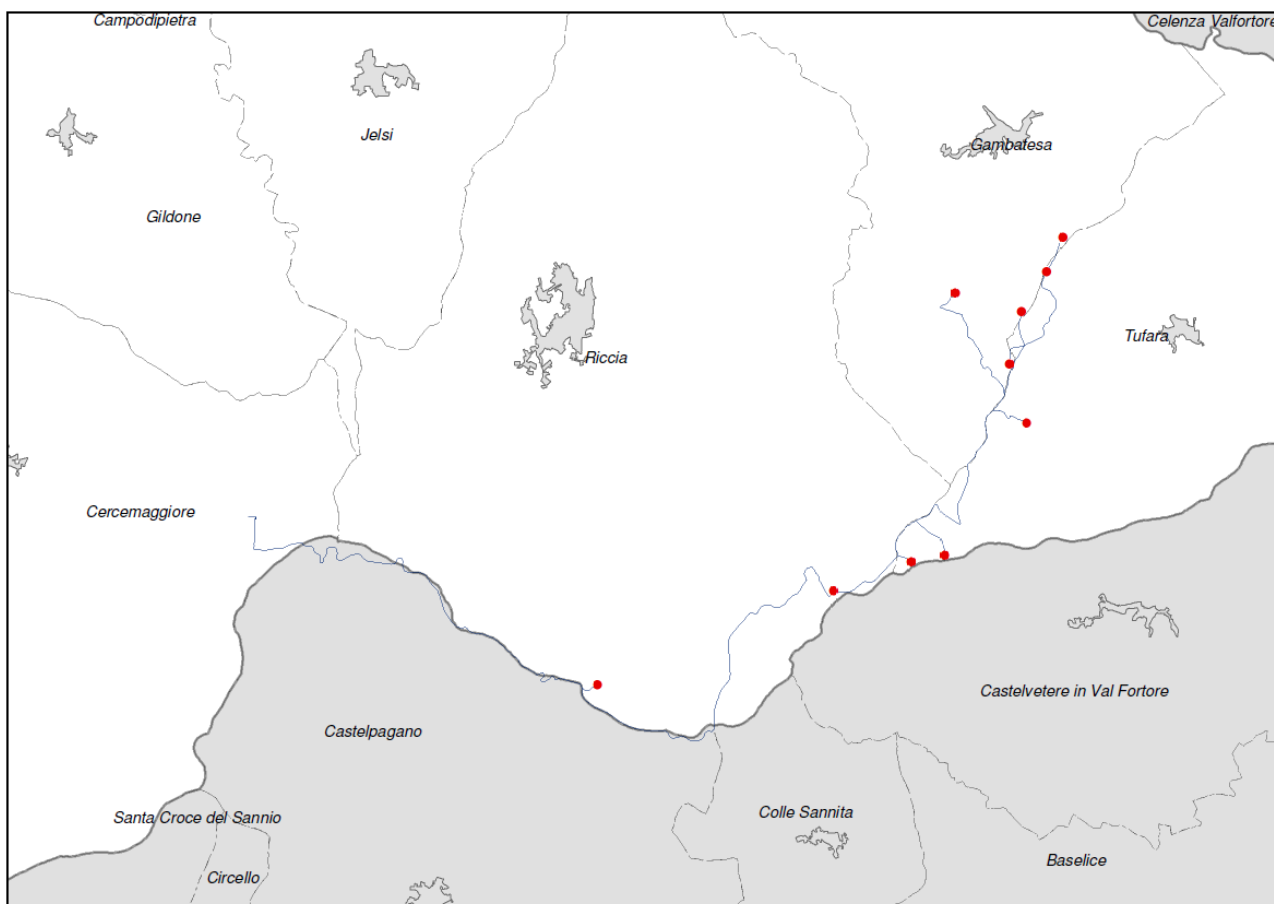 Campodipietra
Celenza Valfortore
Jelsi
Gambatesa
Gildone
Tufara
Riccia
Cercemaggiore
Castelvetere in Val Fortore
Castelpagano
Colle Sannita
Santa Croce del Sannio
Baselice
Circello